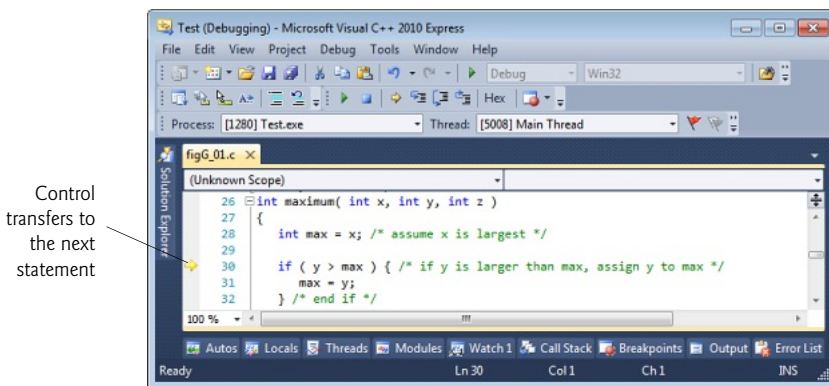 Test (Debugging) - Microsoft Visual C++ 2010 Express
File Edit View Project Debug Tools Window Help
Debug Win32
Hex
Process: [1280] Test.exe Thread: [5008] Main Thread
figG_01.c
Solution Explorer
(Unknown Scope)
26 int maximum( int x, int y, int z )
27 {
28 int max = x; /* assume x is largest */
29
30 if ( y > max ) { /* if y is larger than max, assign y to max */
31 max = y;
32 } /* end if */
100 %
Autos Locals Threads Modules Watch 1 Call Stack Breakpoints Output Error List
Ready Ln 30 Col 1 Ch 1 INS
Control
transfers to
the next
statement